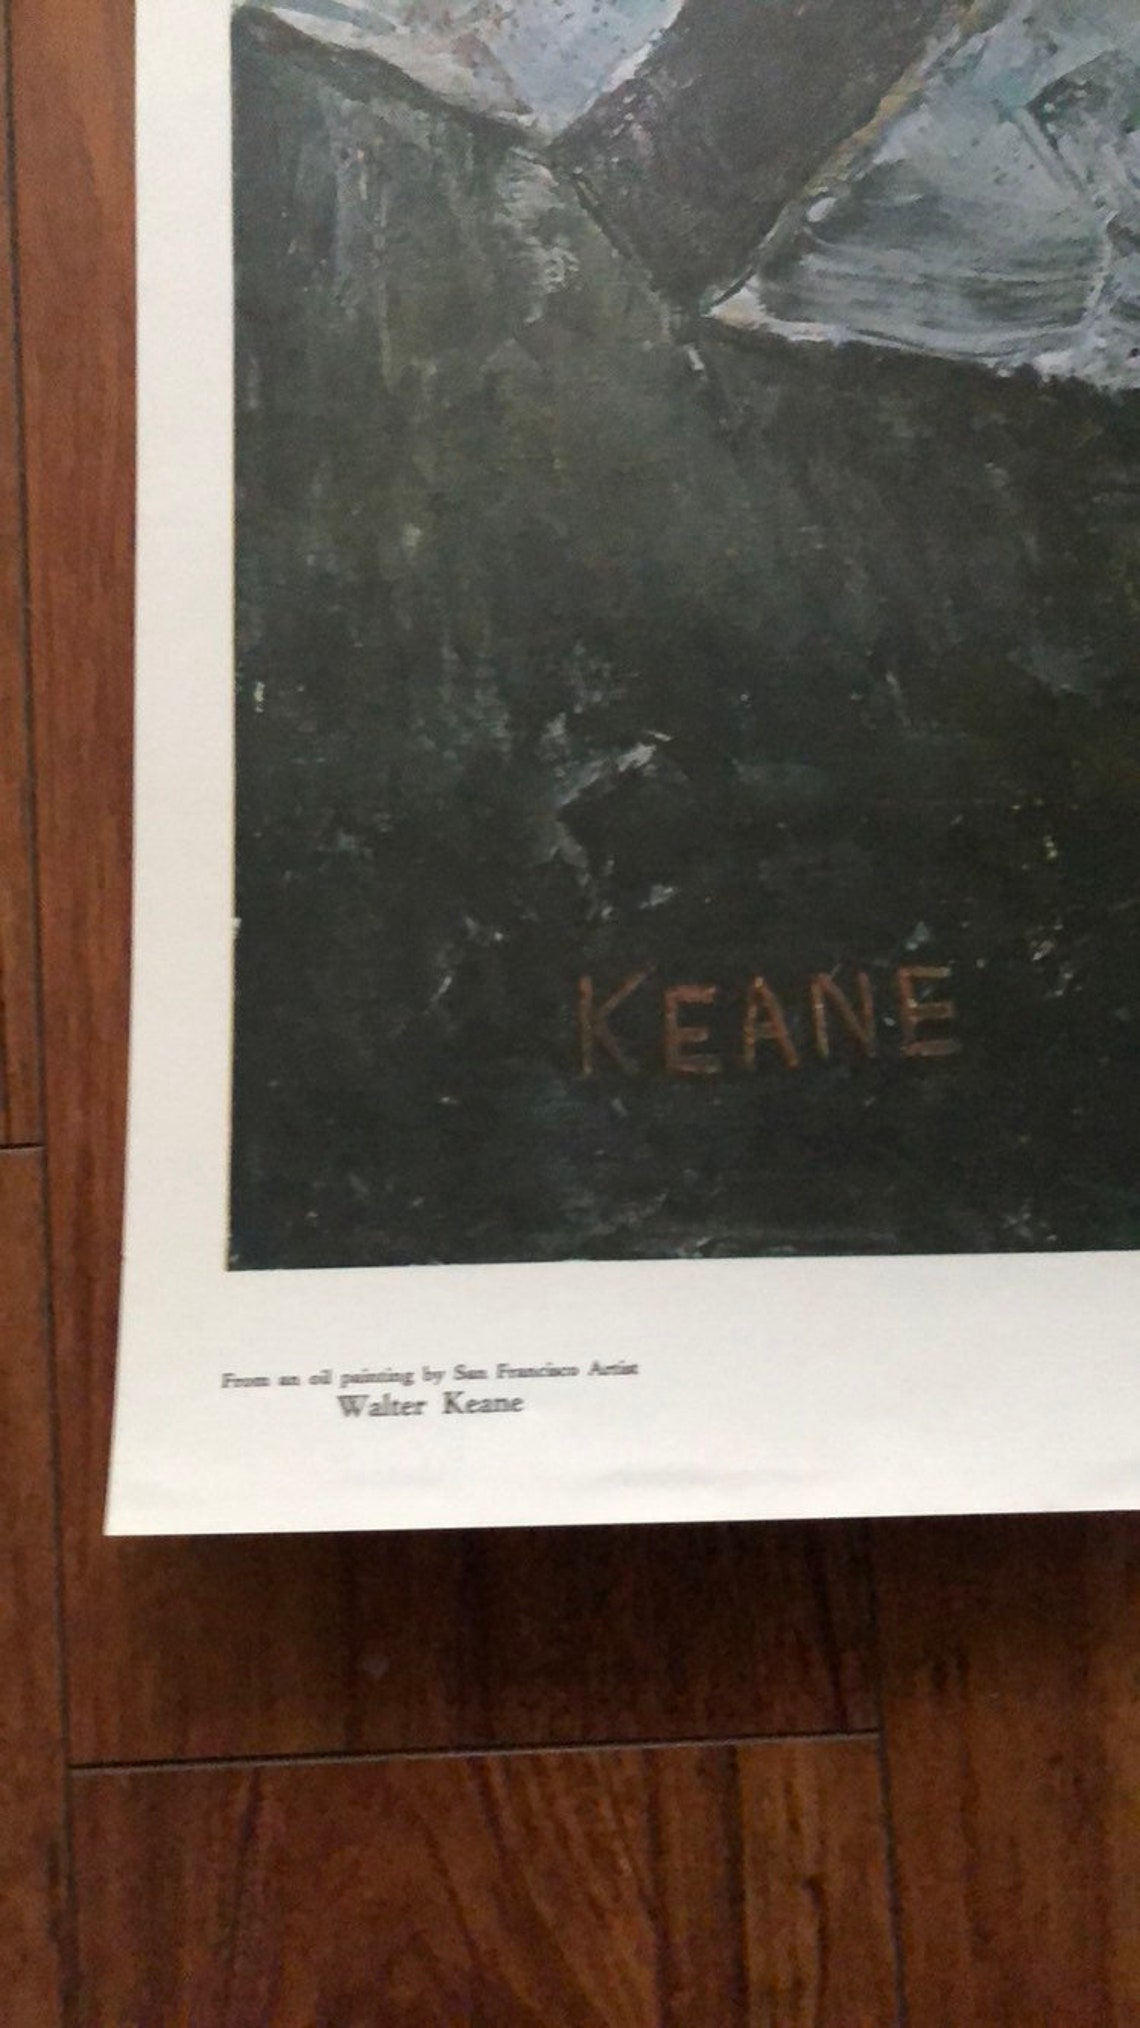 KEANE
From an oil painting by San Francisco Artist
Walter Keane